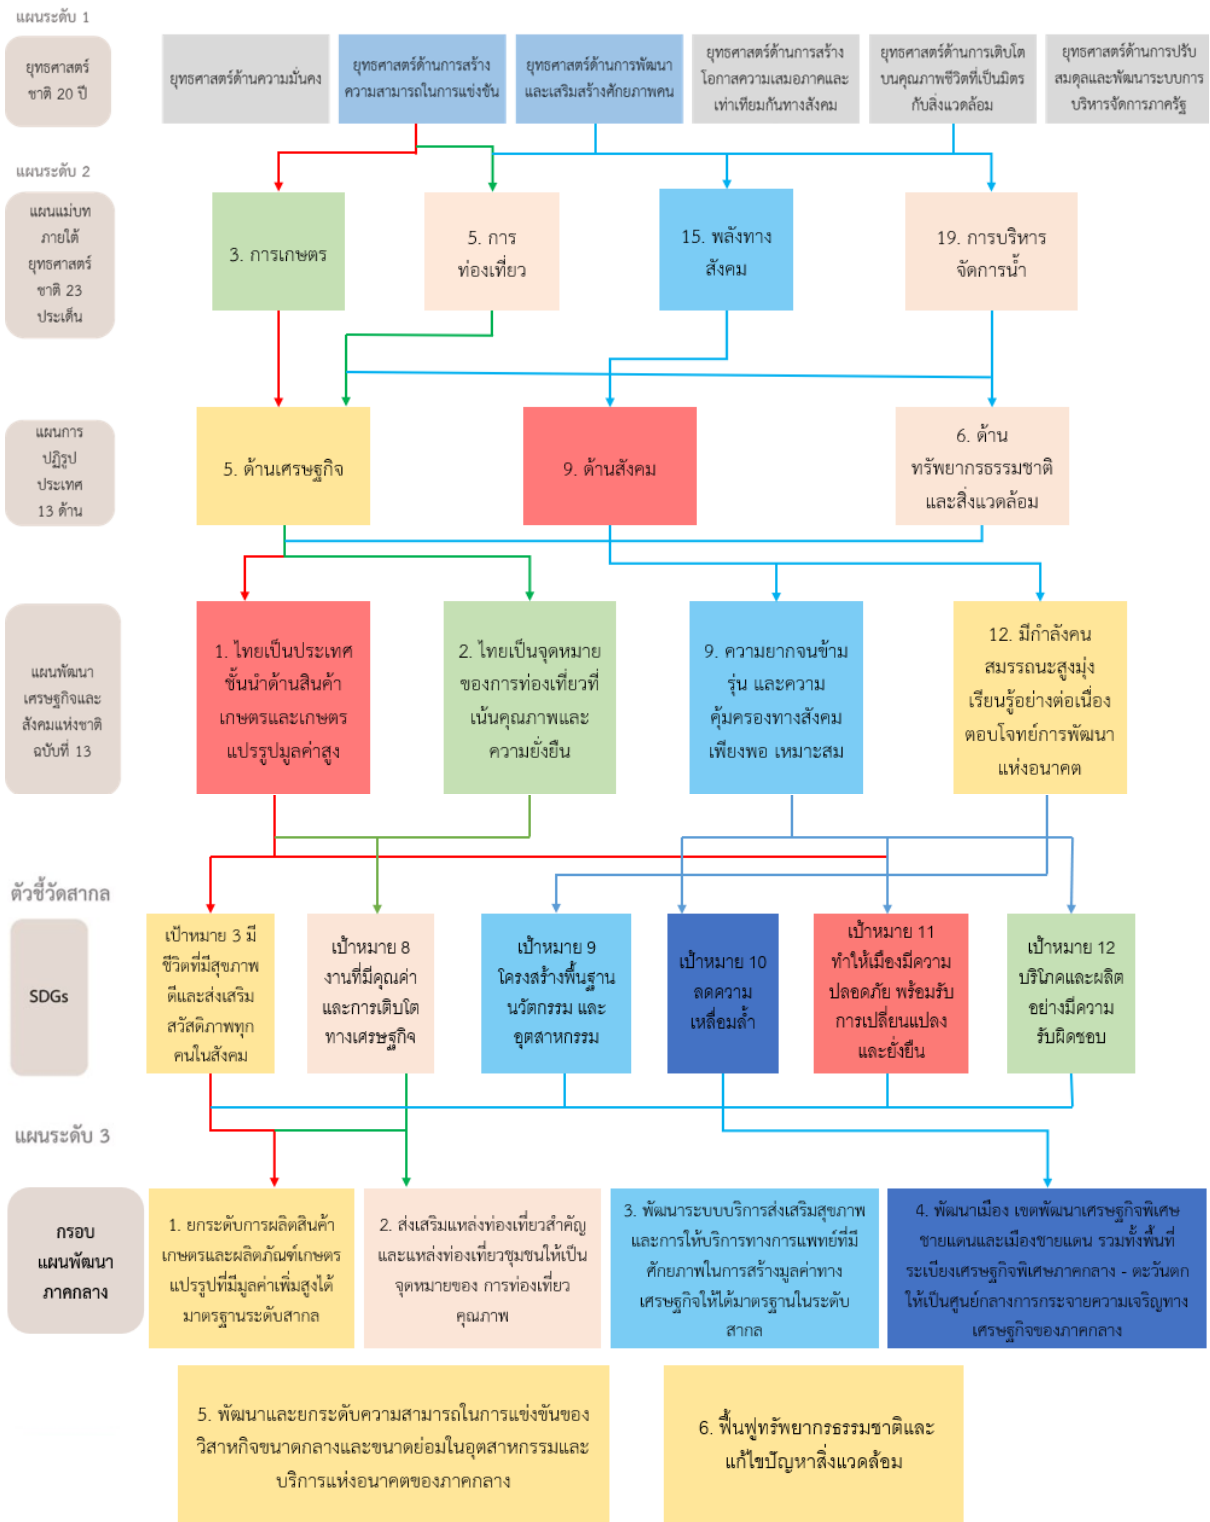 แผนระดับ 1
ยุทธศาสตร์
ชาติ 20 ปี
ยุทธศาสตร์ด้านความมั่นคง
ยุทธศาสตร์ด้านการสร้าง
ความสามารถในการแข่งขัน
ยุทธศาสตร์ด้านการพัฒนา
และเสริมสร้างศักยภาพคน
ยุทธศาสตร์ด้านการสร้าง
โอกาสความเสมอภาคและ
เท่าเทียมกันทางสังคม
ยุทธศาสตร์ด้านการเติบโต
บนคุณภาพชีวิตที่เป็นมิตร
กับสิ่งแวดล้อม
ยุทธศาสตร์ด้านการปรับ
สมดุลและพัฒนาระบบการ
บริหารจัดการภาครัฐ
แผนระดับ 2
แผนแม่บท
ภายใต้
ยุทธศาสตร์
ชาติ 23
ประเด็น
3. การเกษตร
5. การ
ท่องเที่ยว
15. พลังทาง
สังคม
19. การบริหาร
จัดการน้ำ
แผนการ
ปฏิรูป
ประเทศ
13 ด้าน
5. ด้านเศรษฐกิจ
9. ด้านสังคม
6. ด้าน
ทรัพยากรธรรมชาติ
และสิ่งแวดล้อม
แผนพัฒนา
เศรษฐกิจและ
สังคมแห่งชาติ
ฉบับที่ 13
1. ไทยเป็นประเทศ
ชั้นนำด้านสินค้า
เกษตรและเกษตร
แปรรูปมูลค่าสูง
2. ไทยเป็นจุดหมาย
ของการท่องเที่ยวที่
เน้นคุณภาพและ
ความยั่งยืน
9. ความยากจนข้าม
รุ่น และความ
คุ้มครองทางสังคม
เพียงพอ เหมาะสม
12. มีกำลังคน
สมรรถนะสูงมุ่ง
เรียนรู้อย่างต่อเนื่อง
ตอบโจทย์การพัฒนา
แห่งอนาคต
ตัวชี้วัดสากล
SDGs
เป้าหมาย 3 มี
ชีวิตที่มีสุขภาพ
ดีและส่งเสริม
สวัสดิภาพทุก
คนในสังคม
เป้าหมาย 8
งานที่มีคุณค่า
และการเติบโต
ทางเศรษฐกิจ
เป้าหมาย 9
โครงสร้างพื้นฐาน
นวัตกรรม และ
อุตสาหกรรม
เป้าหมาย 10
ลดความ
เหลื่อมล้ำ
เป้าหมาย 11
ทำให้เมืองมีความ
ปลอดภัย พร้อมรับ
การเปลี่ยนแปลง
และยั่งยืน
เป้าหมาย 12
บริโภคและผลิต
อย่างมีความ
รับผิดชอบ
แผนระดับ 3
กรอบ
แผนพัฒนา
ภาคกลาง
1. ยกระดับการผลิตสินค้า
เกษตรและผลิตภัณฑ์เกษตร
แปรรูปที่มีมูลค่าเพิ่มสูงได้
มาตรฐานระดับสากล
2. ส่งเสริมแหล่งท่องเที่ยวสำคัญ
และแหล่งท่องเที่ยวชุมชนให้เป็น
จุดหมายของ การท่องเที่ยว
คุณภาพ
3. พัฒนาระบบบริการส่งเสริมสุขภาพ
และการให้บริการทางการแพทย์ที่มี
ศักยภาพในการสร้างมูลค่าทาง
เศรษฐกิจให้ได้มาตรฐานในระดับ
สากล
4. พัฒนาเมือง เขตพัฒนาเศรษฐกิจพิเศษ
ชายแดนและเมืองชายแดน รวมทั้งพื้นที่
ระเบียงเศรษฐกิจพิเศษภาคกลาง - ตะวันตก
ให้เป็นศูนย์กลางการกระจายความเจริญทาง
เศรษฐกิจของภาคกลาง
5. พัฒนาและยกระดับความสามารถในการแข่งขันของ
วิสาหกิจขนาดกลางและขนาดย่อมในอุตสาหกรรมและ
บริการแห่งอนาคตของภาคกลาง
6. ฟื้นฟูทรัพยากรธรรมชาติและ
แก้ไขปัญหาสิ่งแวดล้อม